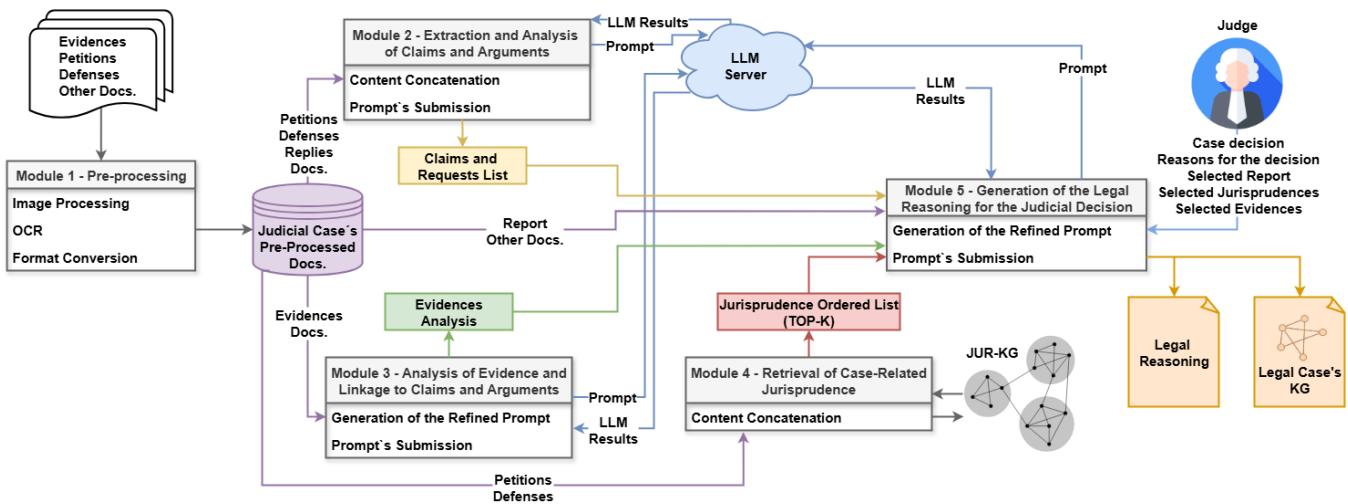 Evidences
Petitions
Defenses
Other Docs.
Module 1 - Pre-processing
Image Processing
OCR
Format Conversion
Judicial Case´s
Pre-Processed
Docs.
Petitions
Defenses
Replies
Docs.
Module 2 - Extraction and Analysis
of Claims and Arguments
Content Concatenation
Prompt`s Submission
LLM Results
Prompt
LLM
Server
Claims and
Requests List
Report
Other Docs.
Evidences
Docs.
Evidences
Analysis
Module 3 - Analysis of Evidence and
Linkage to Claims and Arguments
Generation of the Refined Prompt
Prompt`s Submission
Prompt
LLM
Results
Petitions
Defenses
Jurisprudence Ordered List
(TOP-K)
Module 4 - Retrieval of Case-Related
Jurisprudence
Content Concatenation
JUR-KG
LLM
Results
Prompt
Module 5 - Generation of the Legal
Reasoning for the Judicial Decision
Generation of the Refined Prompt
Prompt`s Submission
Judge
Case decision
Reasons for the decision
Selected Report
Selected Jurisprudences
Selected Evidences
Legal
Reasoning
Legal Case's
KG